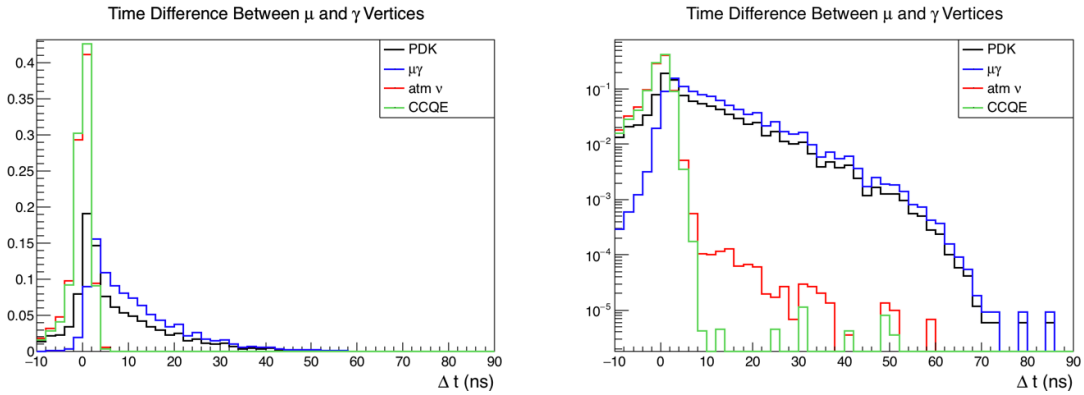 Time Difference Between μ and γ Vertices
PDK
μγ
atm ν
CCQE
0.4
0.35
0.3
0.25
0.2
0.15
0.1
0.05
0
−10 0 10 20 30 40 50 60 70 80 90
Δ t (ns)
Time Difference Between μ and γ Vertices
PDK
μγ
atm ν
CCQE
10⁻¹
10⁻²
10⁻³
10⁻⁴
10⁻⁵
−10 0 10 20 30 40 50 60 70 80 90
Δ t (ns)